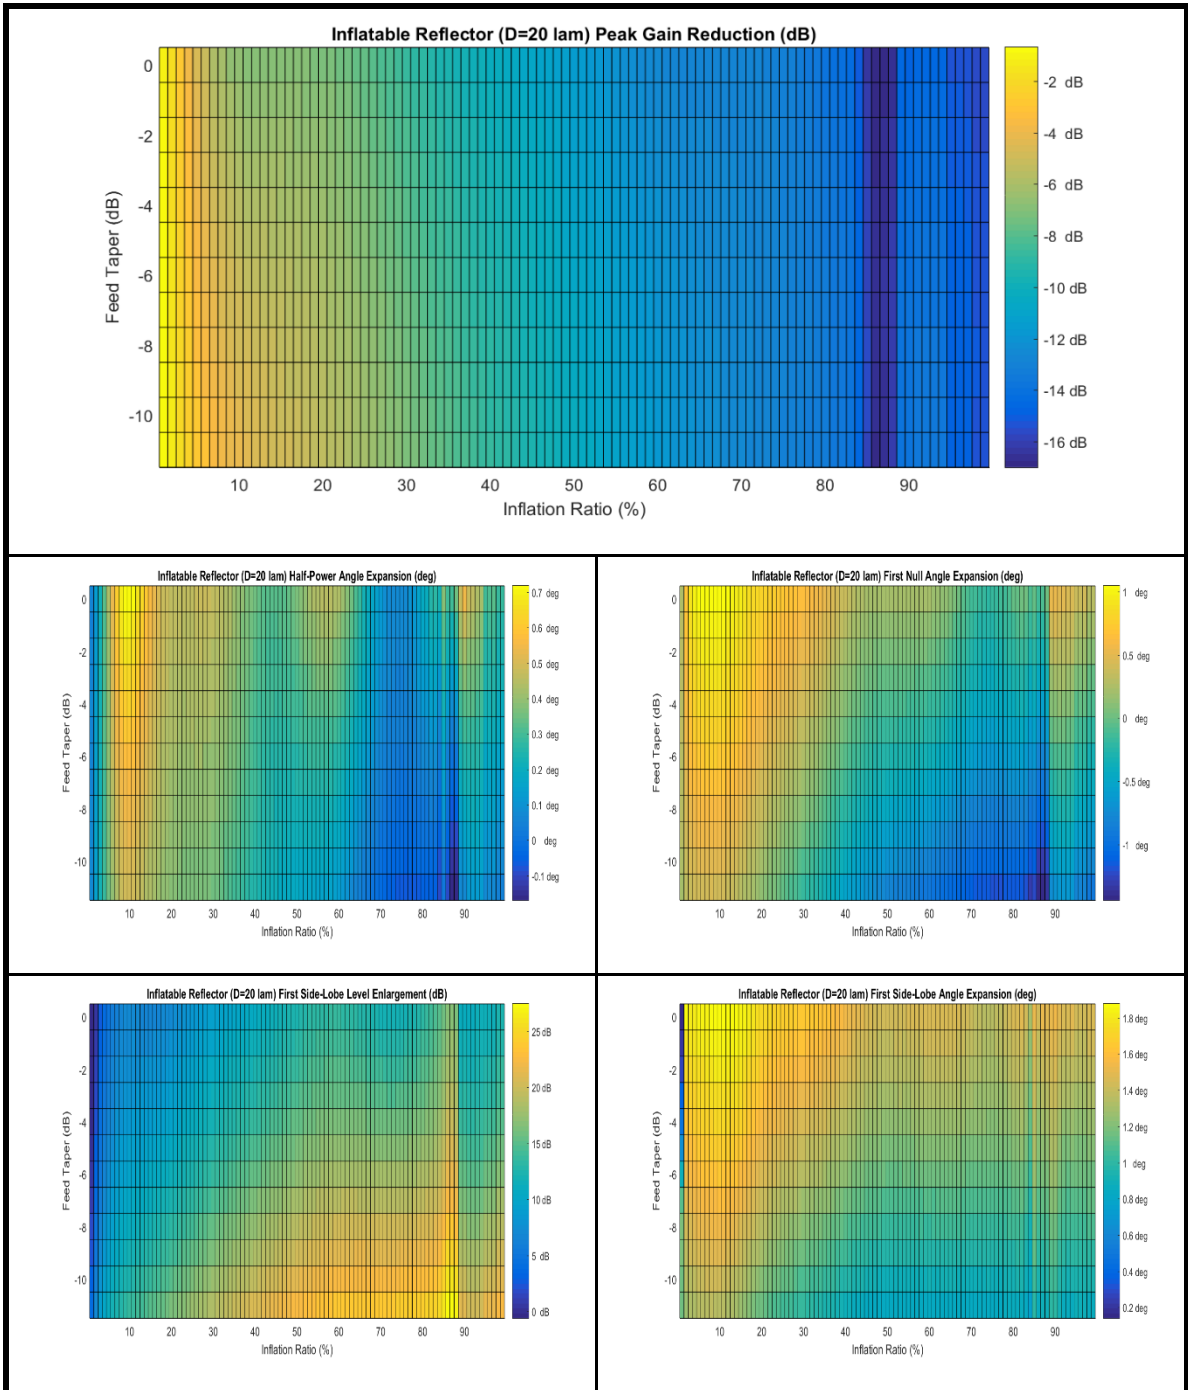 Inflatable Reflector (D=20 lam) Peak Gain Reduction (dB)
Feed Taper (dB)
0
-2
-4
-6
-8
-10
10 20 30 40 50 60 70 80 90
Inflation Ratio (%)
-2 dB
-4 dB
-6 dB
-8 dB
-10 dB
-12 dB
-14 dB
-16 dB
Inflatable Reflector (D=20 lam) Half-Power Angle Expansion (deg)
Feed Taper (dB)
0
-2
-4
-6
-8
-10
10 20 30 40 50 60 70 80 90
Inflation Ratio (%)
0.7 deg
0.6 deg
0.5 deg
0.4 deg
0.3 deg
0.2 deg
0.1 deg
0 deg
-0.1 deg
Inflatable Reflector (D=20 lam) First Null Angle Expansion (deg)
Feed Taper (dB)
0
-2
-4
-6
-8
-10
10 20 30 40 50 60 70 80 90
Inflation Ratio (%)
1 deg
0.5 deg
0 deg
-0.5 deg
-1 deg
Inflatable Reflector (D=20 lam) First Side-Lobe Level Enlargement (dB)
Feed Taper (dB)
0
-2
-4
-6
-8
-10
10 20 30 40 50 60 70 80 90
Inflation Ratio (%)
25 dB
20 dB
15 dB
10 dB
5 dB
0 dB
Inflatable Reflector (D=20 lam) First Side-Lobe Angle Expansion (deg)
Feed Taper (dB)
0
-2
-4
-6
-8
-10
10 20 30 40 50 60 70 80 90
Inflation Ratio (%)
1.8 deg
1.6 deg
1.4 deg
1.2 deg
1 deg
0.8 deg
0.6 deg
0.4 deg
0.2 deg